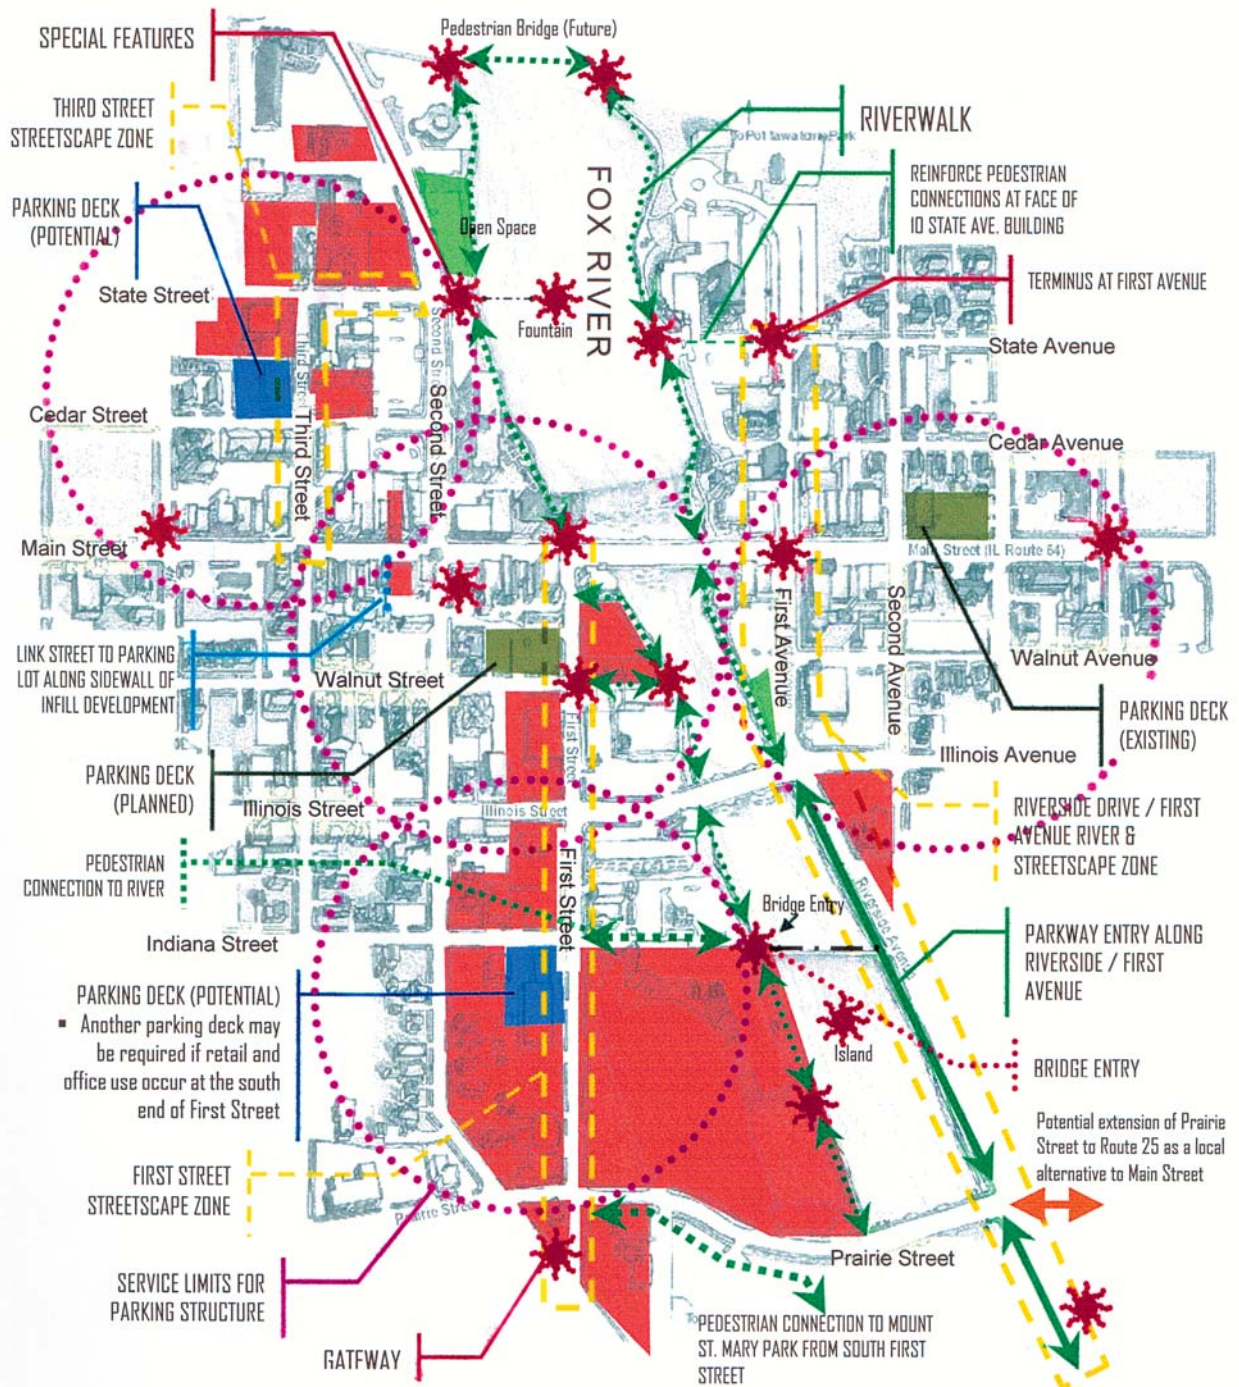 Pedestrian Bridge (Future)
SPECIAL FEATURES
THIRD STREET
STREETSCAPE ZONE
RIVERWALK
To Pottawatomie Park
FOX RIVER
REINFORCE PEDESTRIAN
CONNECTIONS AT FACE OF
10 STATE AVE. BUILDING
PARKING DECK
(POTENTIAL)
Open Space
State Street
Fountain
TERMINUS AT FIRST AVENUE
State Avenue
Second Street
Third Street
Cedar Street
Third Street
Second Street
Cedar Avenue
Main Street
Main Street (IL Route 64)
First Avenue
Second Avenue
LINK STREET TO PARKING
LOT ALONG SIDEWALL OF
INFILL DEVELOPMENT
Walnut Street
Walnut Avenue
PARKING DECK
(EXISTING)
First Street
Illinois Avenue
PARKING DECK
(PLANNED)
Illinois Street
Illinois Street
RIVERSIDE DRIVE / FIRST
AVENUE RIVER &
STREETSCAPE ZONE
PEDESTRIAN
CONNECTION TO RIVER
First Street
Bridge Entry
Riverside Avenue
Indiana Street
PARKWAY ENTRY ALONG
RIVERSIDE / FIRST
AVENUE
PARKING DECK (POTENTIAL)
▪ Another parking deck may
be required if retail and
office use occur at the south
end of First Street
Island
BRIDGE ENTRY
Potential extension of Prairie
Street to Route 25 as a local
alternative to Main Street
FIRST STREET
STREETSCAPE ZONE
Prairie Street
Prairie Street
SERVICE LIMITS FOR
PARKING STRUCTURE
GATEWAY
To
PEDESTRIAN CONNECTION TO MOUNT
ST. MARY PARK FROM SOUTH FIRST
STREET